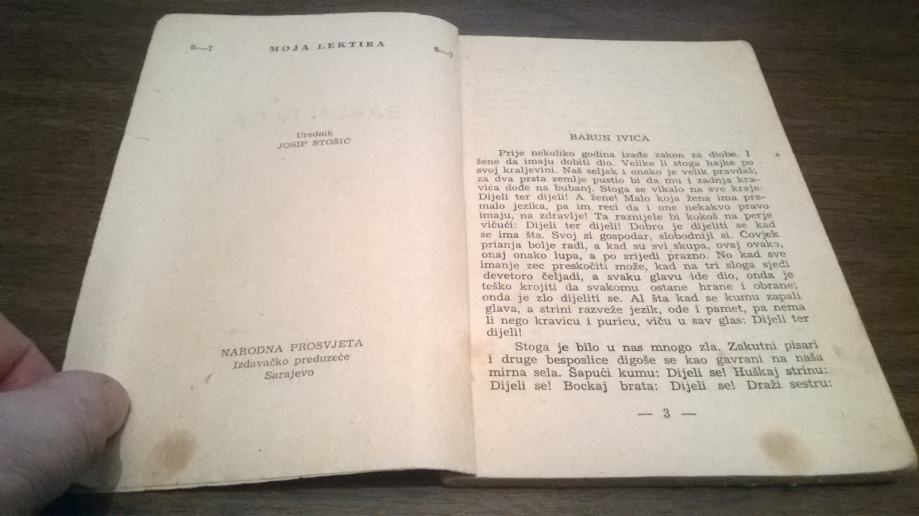 6—7 MOJA LEKTIRA 6—7
Urednik
JOSIP STOŠIĆ
NARODNA PROSVJETA
Izdavačko preduzeće
Sarajevo
BARUN IVICA
Prije nekoliko godina izađe zakon za diobe. I
žene da imaju dobiti dio. Velike li stoga hajke po
svoj kraljevini. Naš seljak i onako je velik pravdaš;
za dva prsta zemlje pustio bi da mu i zadnja kra-
vica dođe na bubanj. Stoga se vikalo na sve kraje:
Dijeli ter dijeli! A žene! Malo koja žena ima pre-
malo jezika, pa im reci da i one nekakvo pravo
imaju, na zdravlje! Ta raznijele bi kokoš na perje
vičući: Dijeli ter dijeli! Dobro je dijeliti se kad
se ima šta. Svoj si gospodar, slobodniji si. Čovjek
prianja bolje radi, a kad su svi skupa, ovaj ovako,
onaj onako lupa, a po srijedi prazno. No kad sve
imanje zec preskočiti može, kad na tri sloga sjedi
devetoro čeljadi, a svaku glavu ide dio, onda je
teško krojiti da svakomu ostane hrane i obrane;
onda je zlo dijeliti se. Al šta kad se kumu zapali
glava, a strini razveže jezik, ode i pamet, pa nema
li nego kravicu i puricu, viču u sav glas: Dijeli ter
dijeli!
Stoga je bilo u nas mnogo zla. Zakutni pisari
i druge besposlice digoše se kao gavrani na naša
mirna sela. Šapući kumu: Dijeli se! Huškaj strinu:
Dijeli se! Bockaj brata: Dijeli se! Draži sestru:
— 3 —